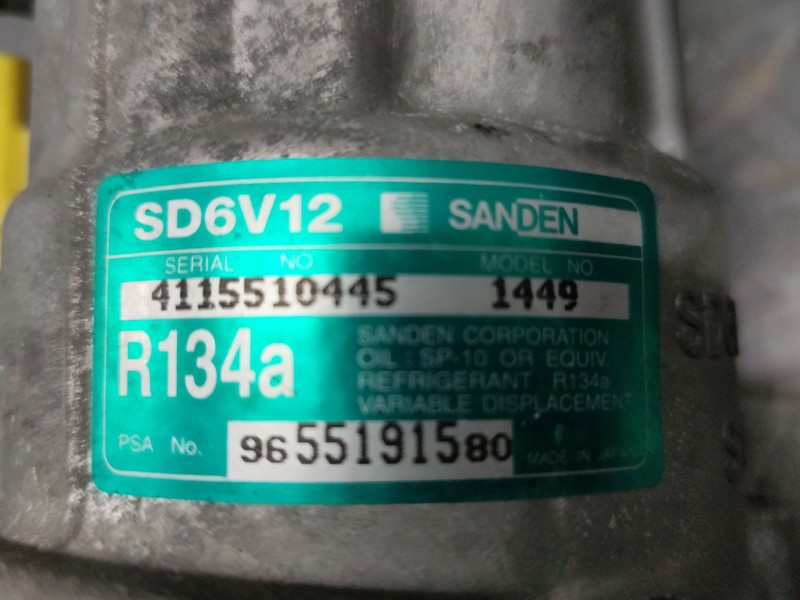 SD6V12 SANDEN
SERIAL NO MODEL NO
4115510445 1449
R134a
SANDEN CORPORATION
OIL : SP-10 OR EQUIV.
REFRIGERANT : R134a
VARIABLE DISPLACEMENT
PSA No. 9655191580
MADE IN JAPAN